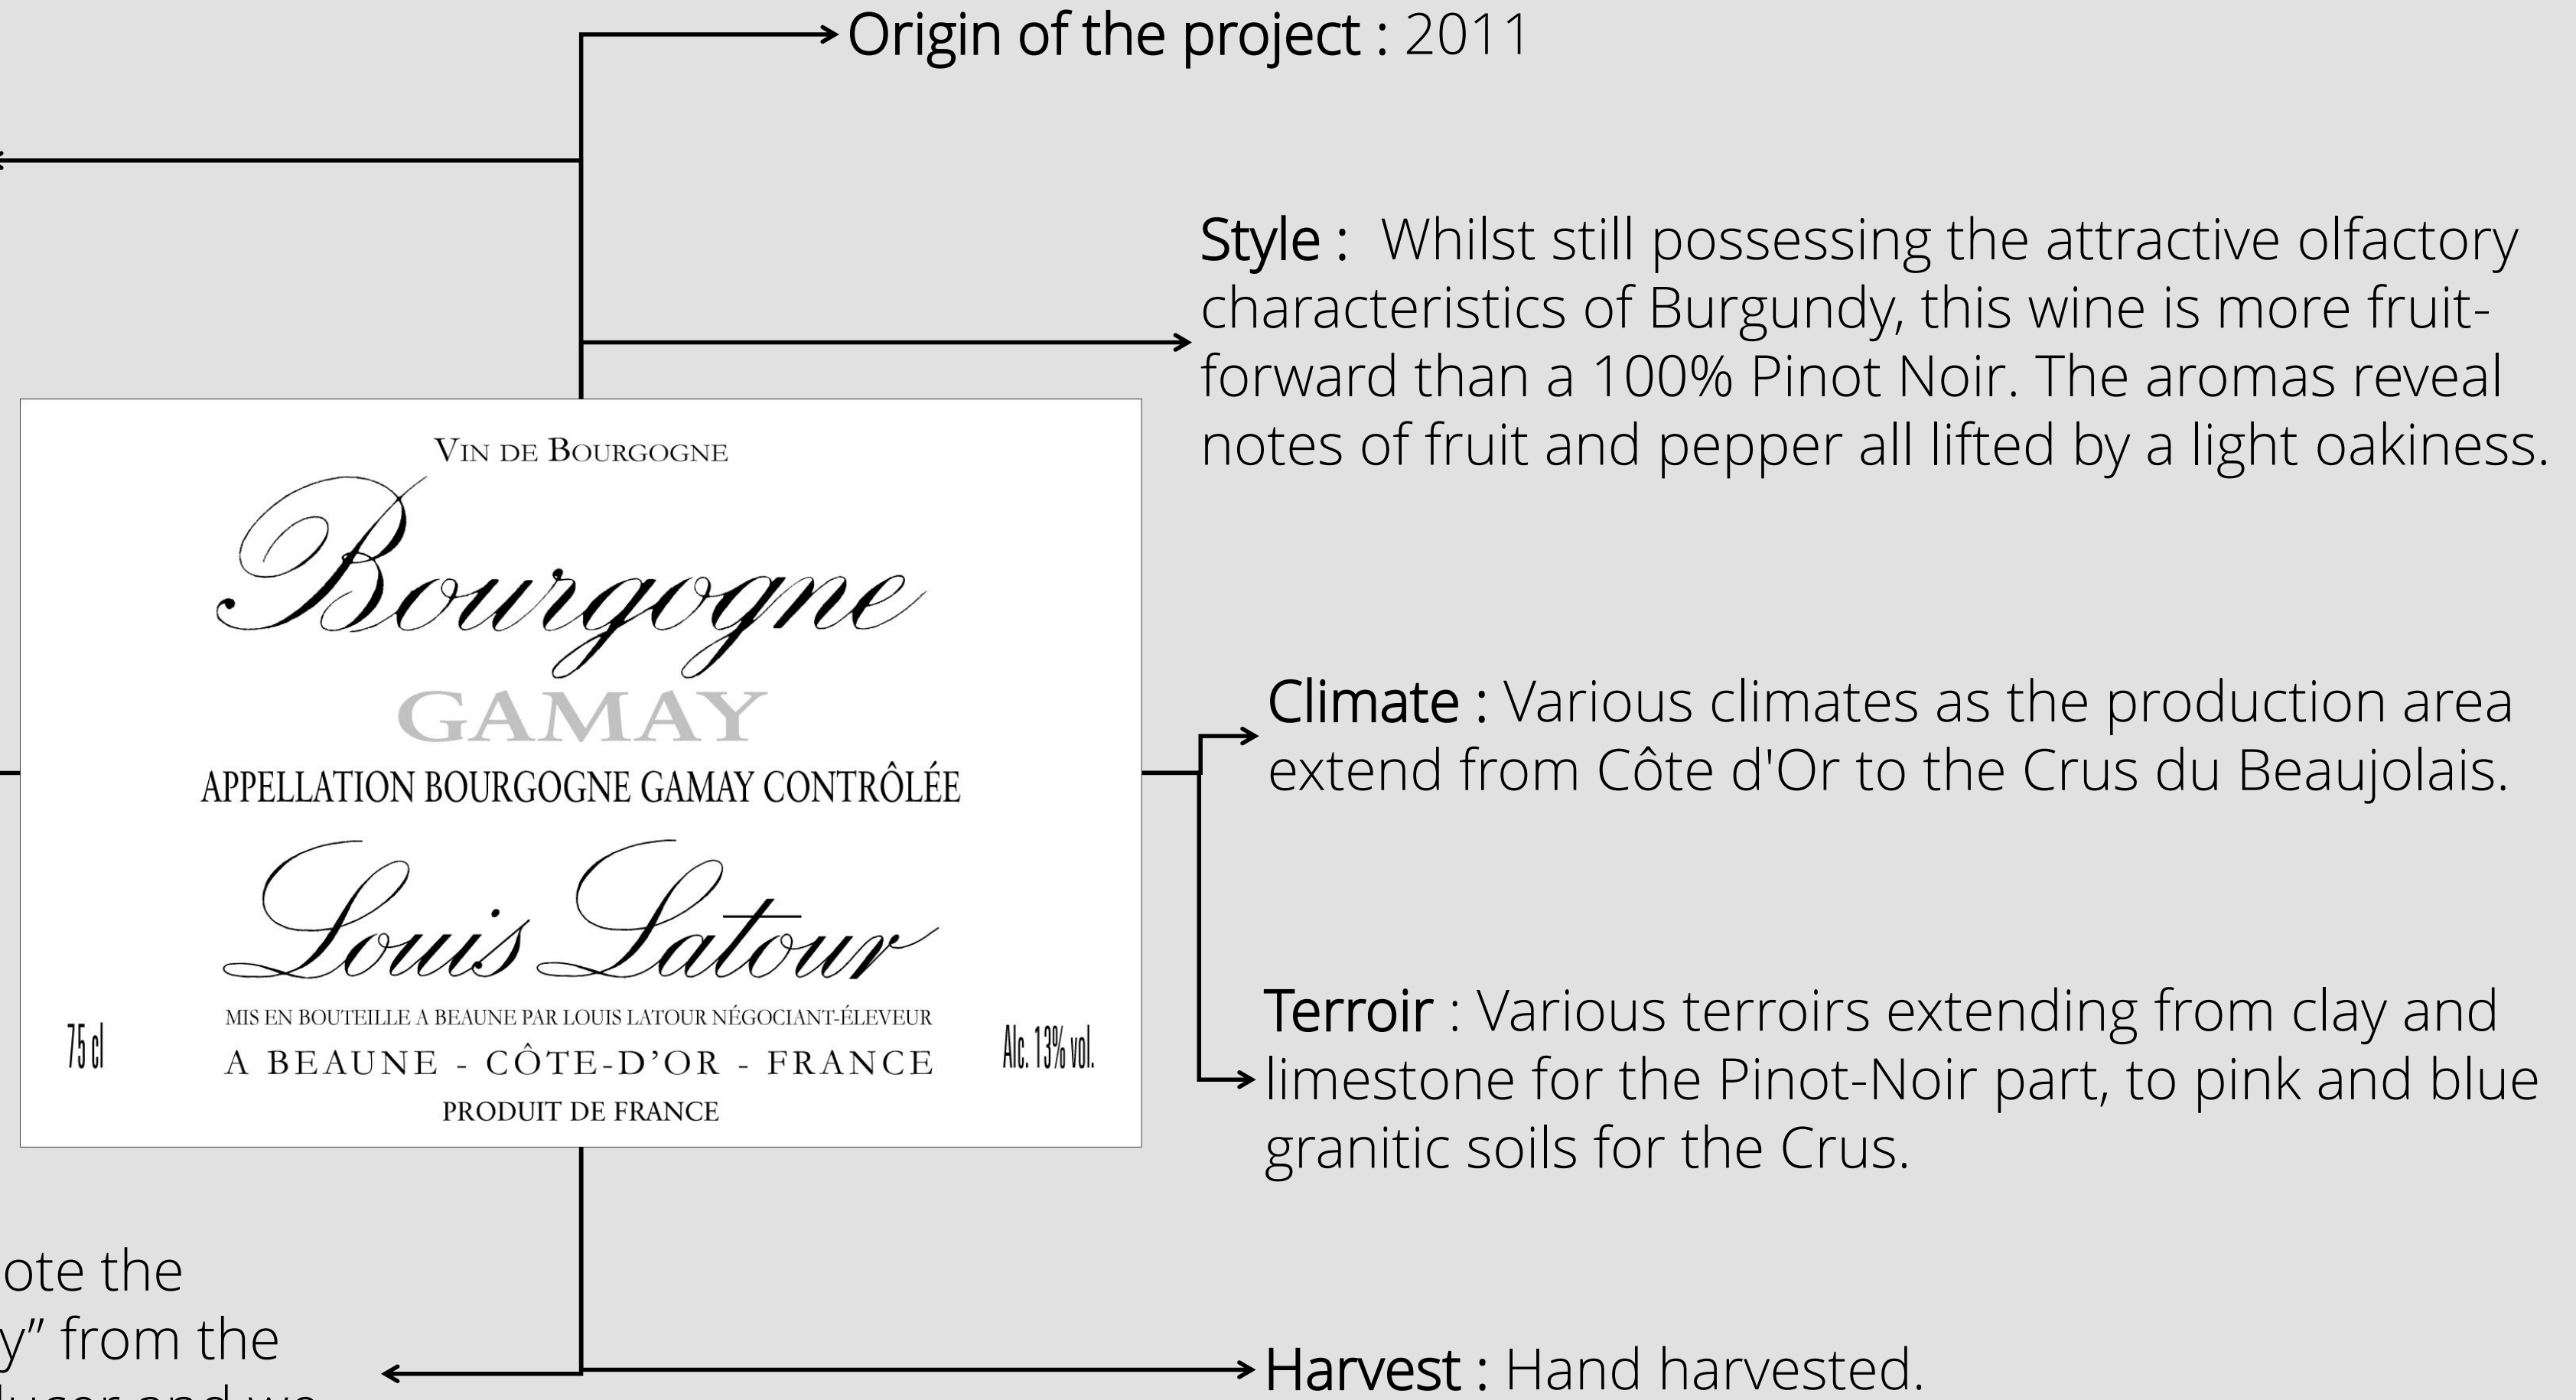 Origin of the project : 2011
Style : Whilst still possessing the attractive olfactory
characteristics of Burgundy, this wine is more fruit-
forward than a 100% Pinot Noir. The aromas reveal
notes of fruit and pepper all lifted by a light oakiness.
VIN DE BOURGOGNE
Bourgogne
GAMAY
APPELLATION BOURGOGNE GAMAY CONTRÔLÉE
Louis Latour
MIS EN BOUTEILLE A BEAUNE PAR LOUIS LATOUR NÉGOCIANT-ÉLEVEUR
75 cl
A BEAUNE - CÔTE-D'OR - FRANCE
Alc. 13% vol.
PRODUIT DE FRANCE
Climate : Various climates as the production area
extend from Côte d'Or to the Crus du Beaujolais.
Terroir : Various terroirs extending from clay and
limestone for the Pinot-Noir part, to pink and blue
granitic soils for the Crus.
the
from the
and we
Harvest : Hand harvested.